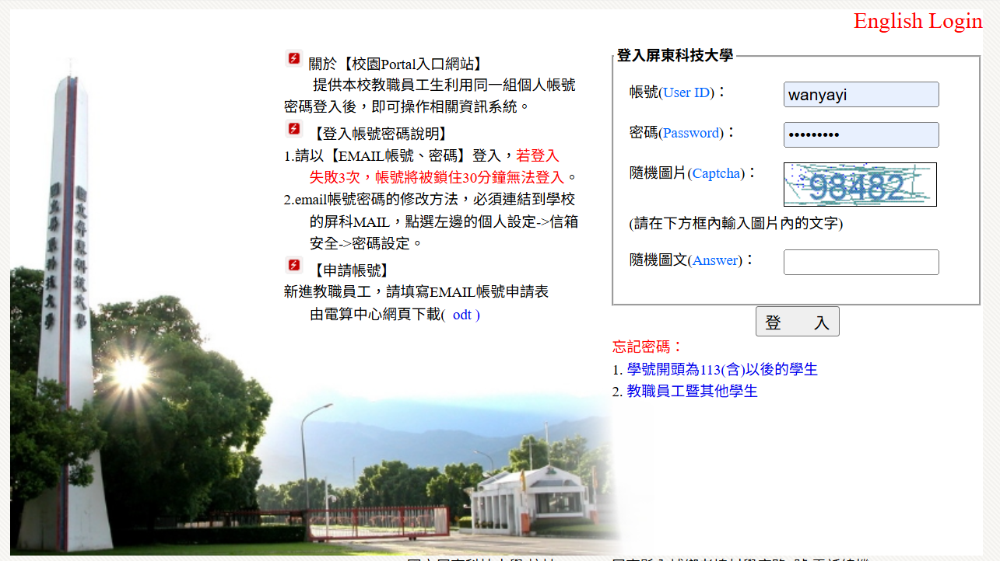 English Login
關於【校園Portal入口網站】
提供本校教職員工生利用同一組個人帳號
密碼登入後，即可操作相關資訊系統。
【登入帳號密碼說明】
1.請以【EMAIL帳號、密碼】登入，若登入
失敗3次，帳號將被鎖住30分鐘無法登入。
2.email帳號密碼的修改方法，必須連結到學校
的屏科MAIL，點選左邊的個人設定->信箱
安全->密碼設定。
【申請帳號】
新進教職員工，請填寫EMAIL帳號申請表
由電算中心網頁下載( odt )
登入屏東科技大學
帳號(User ID)：
wanyayi
密碼(Password)：
•••••••••
隨機圖片(Captcha)：
98482
(請在下方框內輸入圖片內的文字)
隨機圖文(Answer)：
登 入
忘記密碼：
1. 學號開頭為113(含)以後的學生
2. 教職員工暨其他學生
國立屏東科技大學